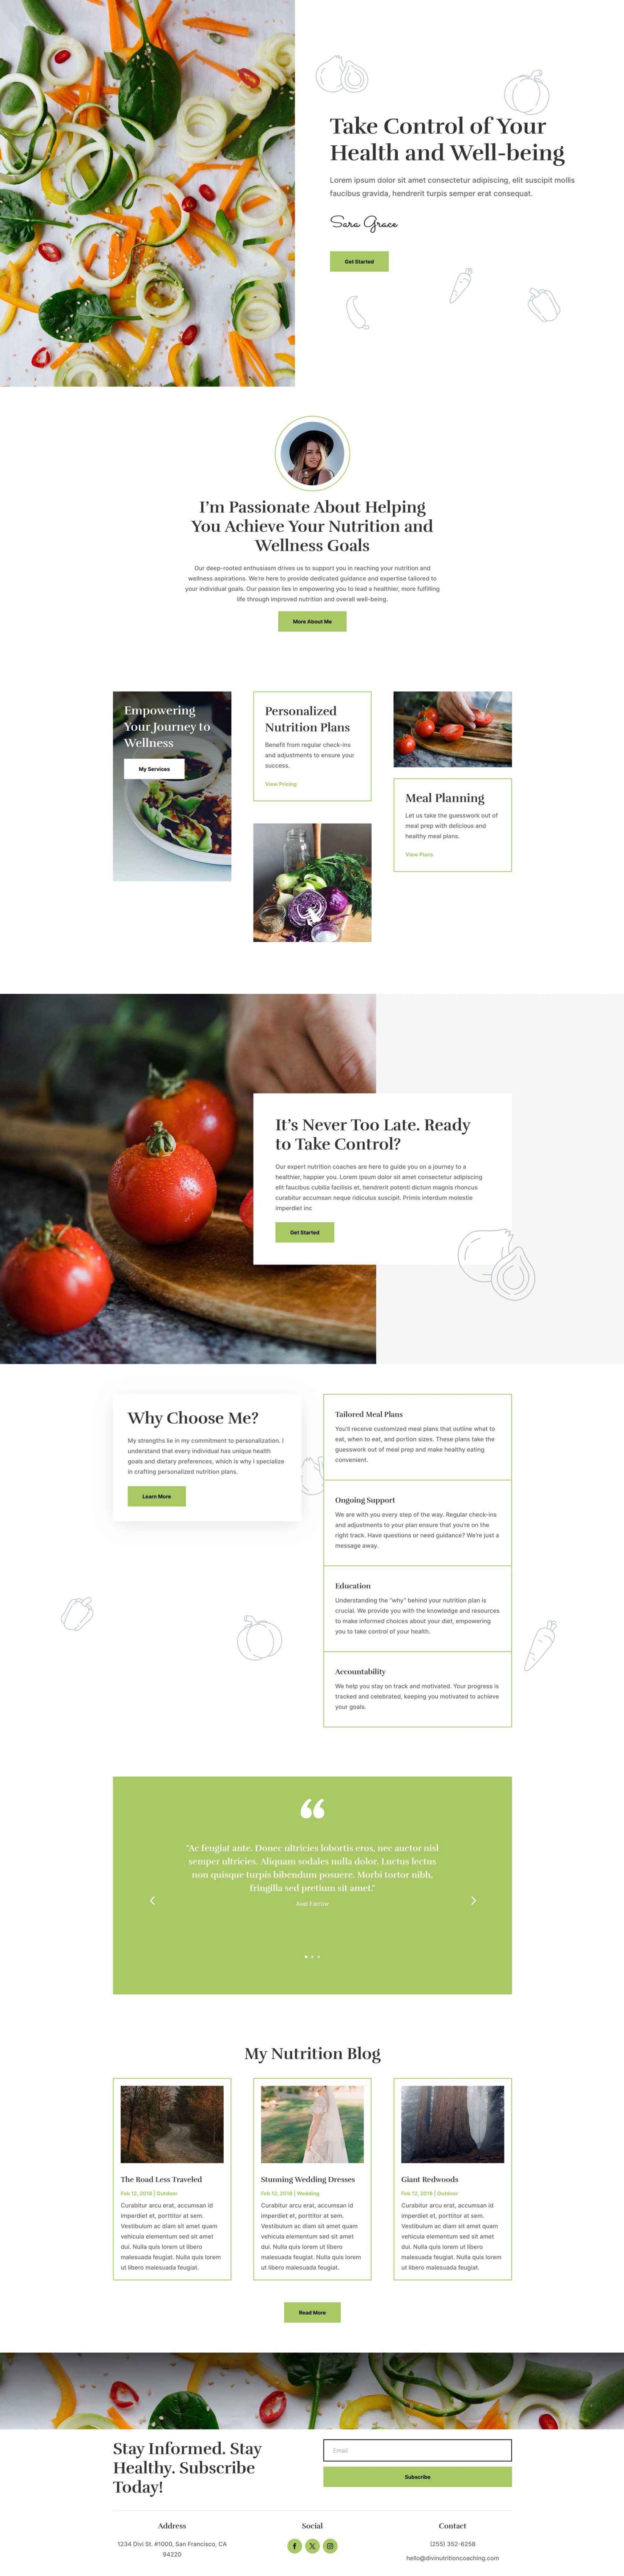 Take Control of Your
Health and Well-being
Lorem ipsum dolor sit amet consectetur adipiscing, elit suscipit mollis
faucibus gravida, hendrerit turpis semper erat consequat.
Sara Grace
Get Started
I'm Passionate About Helping
You Achieve Your Nutrition and
Wellness Goals
Our deep-rooted enthusiasm drives us to support you in reaching your nutrition and
wellness aspirations. We're here to provide dedicated guidance and expertise tailored to
your individual goals. Our passion lies in empowering you to lead a healthier, more fulfilling
life through improved nutrition and overall well-being.
More About Me
Empowering
Your Journey to
Wellness
My Services
Personalized
Nutrition Plans
Benefit from regular check-ins
and adjustments to ensure your
success.
View Pricing
Meal Planning
Let us take the guesswork out of
meal prep with delicious and
healthy meal plans.
View Plans
It's Never Too Late. Ready
to Take Control?
Our expert nutrition coaches are here to guide you on a journey to a
healthier, happier you. Lorem ipsum dolor sit amet consectetur adipiscing
elit faucibus cubilia facilisis et, hendrerit potenti dictum magnis rhoncus
curabitur accumsan neque ridiculus suscipit. Primis interdum molestie
imperdiet inc
Get Started
Why Choose Me?
My strengths lie in my commitment to personalization. I
understand that every individual has unique health
goals and dietary preferences, which is why I specialize
in crafting personalized nutrition plans.
Learn More
Tailored Meal Plans
You'll receive customized meal plans that outline what to
eat, when to eat, and portion sizes. These plans take the
guesswork out of meal prep and make healthy eating
convenient.
Ongoing Support
We are with you every step of the way. Regular check-ins
and adjustments to your plan ensure that you're on the
right track. Have questions or need guidance? We're just a
message away.
Education
Understanding the "why" behind your nutrition plan is
crucial. We provide you with the knowledge and resources
to make informed choices about your diet, empowering
you to take control of your health.
Accountability
We help you stay on track and motivated. Your progress is
tracked and celebrated, keeping you motivated to achieve
your goals.
"Ac feugiat ante. Donec ultricies lobortis eros, nec auctor nisl
semper ultricies. Aliquam sodales nulla dolor. Luctus lectus
non quisque turpis bibendum posuere. Morbi tortor nibh,
fringilla sed pretium sit amet."
Axel Fairrow
My Nutrition Blog
The Road Less Traveled
Feb 12, 2018 | Outdoor
Curabitur arcu erat, accumsan id
imperdiet et, porttitor at sem.
Vestibulum ac diam sit amet quam
vehicula elementum sed sit amet
dui. Nulla quis lorem ut libero
malesuada feugiat. Nulla quis lorem
ut libero malesuada feugiat.
Stunning Wedding Dresses
Feb 12, 2018 | Wedding
Curabitur arcu erat, accumsan id
imperdiet et, porttitor at sem.
Vestibulum ac diam sit amet quam
vehicula elementum sed sit amet
dui. Nulla quis lorem ut libero
malesuada feugiat. Nulla quis lorem
ut libero malesuada feugiat.
Giant Redwoods
Feb 12, 2018 | Outdoor
Curabitur arcu erat, accumsan id
imperdiet et, porttitor at sem.
Vestibulum ac diam sit amet quam
vehicula elementum sed sit amet
dui. Nulla quis lorem ut libero
malesuada feugiat. Nulla quis lorem
ut libero malesuada feugiat.
Read More
Stay Informed. Stay
Healthy. Subscribe
Today!
Email
Subscribe
Address
1234 Divi St. #1000, San Francisco, CA
94220
Social
Contact
(255) 352-6258
hello@divinutritioncoaching.com